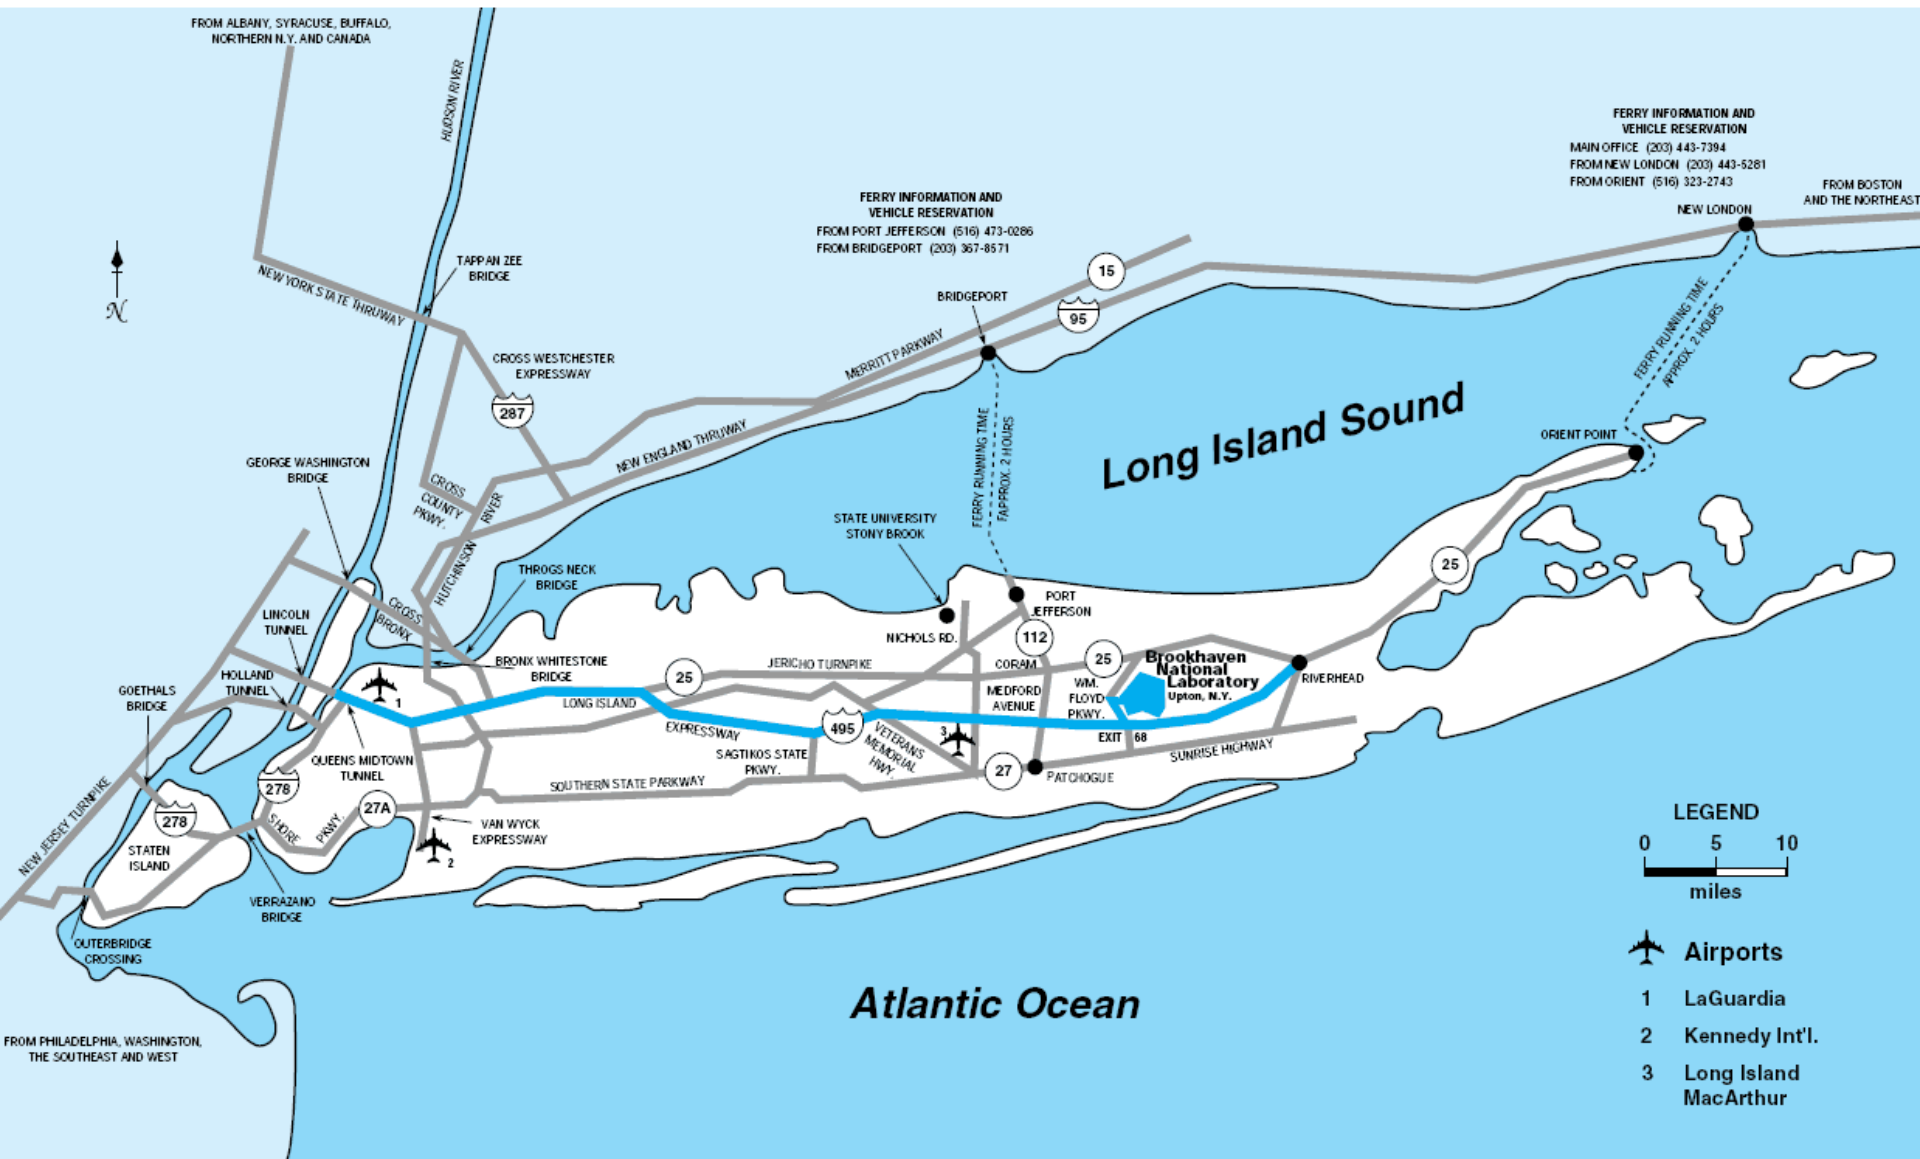 FROM ALBANY, SYRACUSE, BUFFALO,
NORTHERN N.Y. AND CANADA
HUDSON RIVER
FERRY INFORMATION AND
VEHICLE RESERVATION
MAIN OFFICE (203) 443-7394
FROM NEW LONDON (203) 443-5281
FROM ORIENT (516) 323-2743
FROM BOSTON
AND THE NORTHEAST
NEW LONDON
FERRY INFORMATION AND
VEHICLE RESERVATION
FROM PORT JEFFERSON (516) 473-0286
FROM BRIDGEPORT (203) 367-8571
N
NEW YORK STATE THRUWAY
TAPPAN ZEE
BRIDGE
15
BRIDGEPORT
95
MERRITT PARKWAY
FERRY RUNNING TIME
APPROX. 2 HOURS
CROSS WESTCHESTER
EXPRESSWAY
287
NEW ENGLAND THRUWAY
Long Island Sound
FERRY RUNNING TIME
FAPPROX. 2 HOURS
ORIENT POINT
GEORGE WASHINGTON
BRIDGE
CROSS
COUNTY
PKWY.
HUTCHINSON
RIVER
STATE UNIVERSITY
STONY BROOK
THROGS NECK
BRIDGE
25
LINCOLN
TUNNEL
CROSS
BRONX
PORT
JEFFERSON
NICHOLS RD.
112
HOLLAND
TUNNEL
BRONX WHITESTONE
BRIDGE
JERICHO TURNPIKE
25
CORAM
25
Brookhaven
National
Laboratory
Upton, N.Y.
RIVERHEAD
GOETHALS
BRIDGE
1
LONG ISLAND
EXPRESSWAY
495
MEDFORD
AVENUE
WM.
FLOYD
PKWY.
EXIT 68
SUNRISE HIGHWAY
3
VETERANS
MEMORIAL
HWY.
SAGTIKOS STATE
PKWY.
QUEENS MIDTOWN
TUNNEL
27
PATCHOGUE
SOUTHERN STATE PARKWAY
NEW JERSEY TURNPIKE
278
278
27A
SHORE
PKWY.
VAN WYCK
EXPRESSWAY
2
STATEN
ISLAND
VERRAZANO
BRIDGE
OUTERBRIDGE
CROSSING
Atlantic Ocean
FROM PHILADELPHIA, WASHINGTON,
THE SOUTHEAST AND WEST
LEGEND
0 5 10
miles
Airports
1 LaGuardia
2 Kennedy Int'l.
3 Long Island
MacArthur